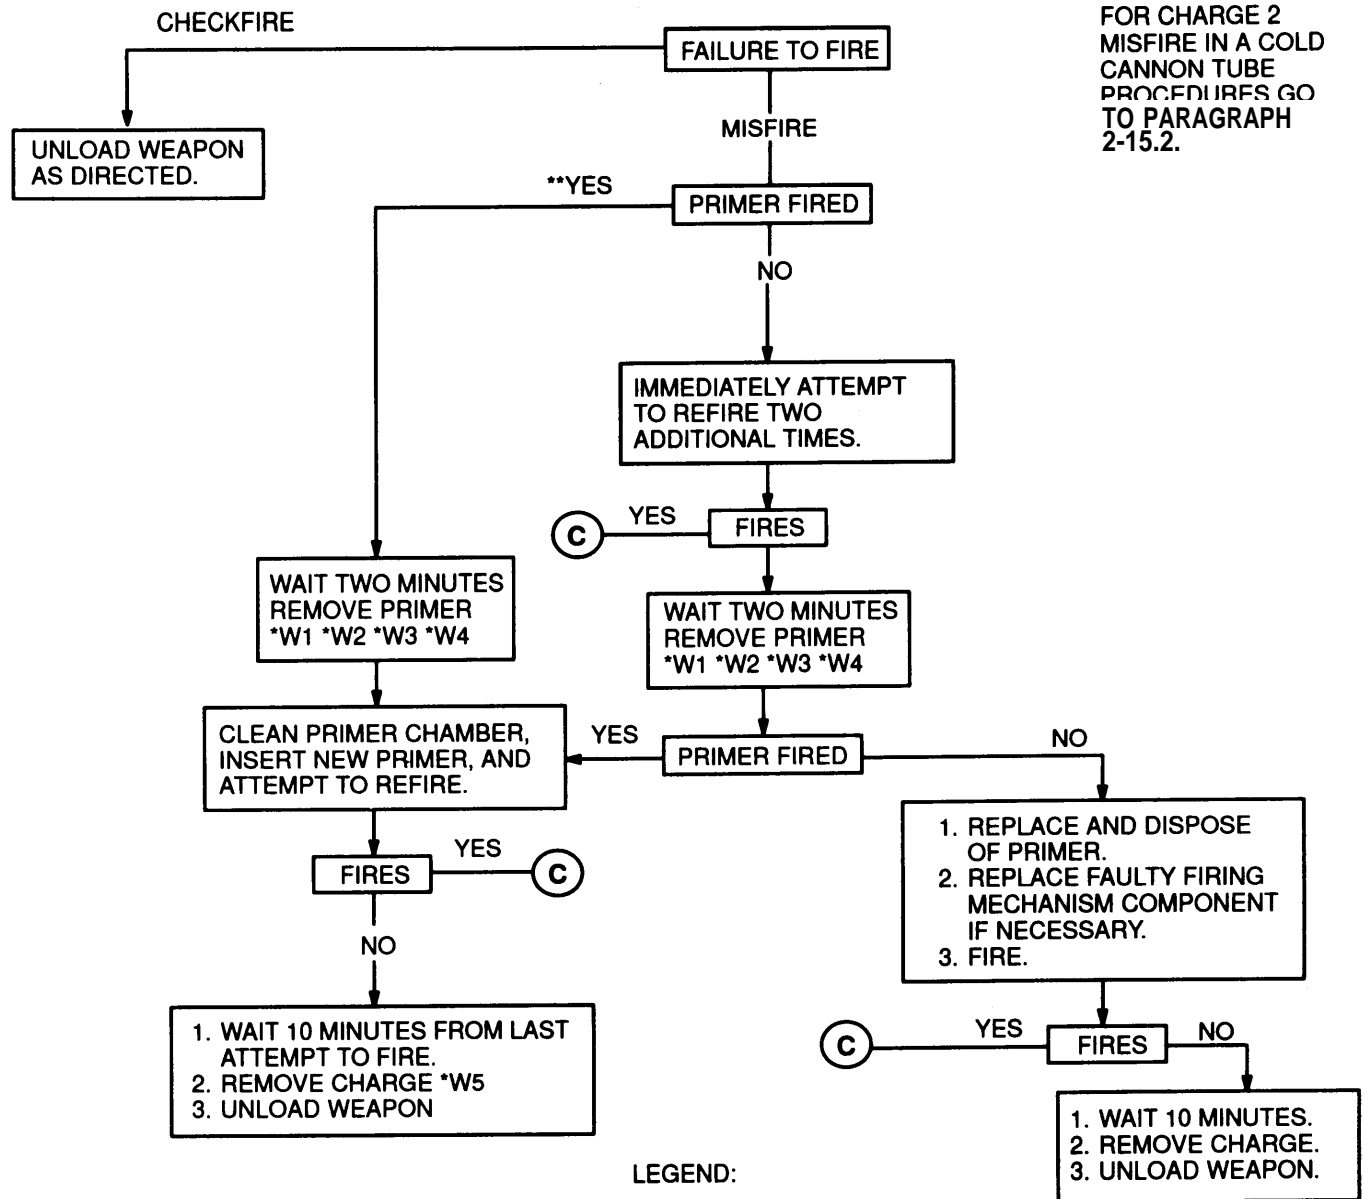 CHECKFIRE
FAILURE TO FIRE
FOR CHARGE 2
MISFIRE IN A COLD
CANNON TUBE
PROCEDURES GO
TO PARAGRAPH
2-15.2.
MISFIRE
UNLOAD WEAPON
AS DIRECTED.
**YES
PRIMER FIRED
NO
IMMEDIATELY ATTEMPT
TO REFIRE TWO
ADDITIONAL TIMES.
C
YES
FIRES
WAIT TWO MINUTES
REMOVE PRIMER
*W1 *W2 *W3 *W4
WAIT TWO MINUTES
REMOVE PRIMER
*W1 *W2 *W3 *W4
CLEAN PRIMER CHAMBER,
INSERT NEW PRIMER, AND
ATTEMPT TO REFIRE.
YES
PRIMER FIRED
NO
1. REPLACE AND DISPOSE
OF PRIMER.
2. REPLACE FAULTY FIRING
MECHANISM COMPONENT
IF NECESSARY.
3. FIRE.
FIRES
YES
C
NO
1. WAIT 10 MINUTES FROM LAST
ATTEMPT TO FIRE.
2. REMOVE CHARGE *W5
3. UNLOAD WEAPON
C
YES
FIRES
NO
1. WAIT 10 MINUTES.
2. REMOVE CHARGE.
3. UNLOAD WEAPON.
LEGEND: